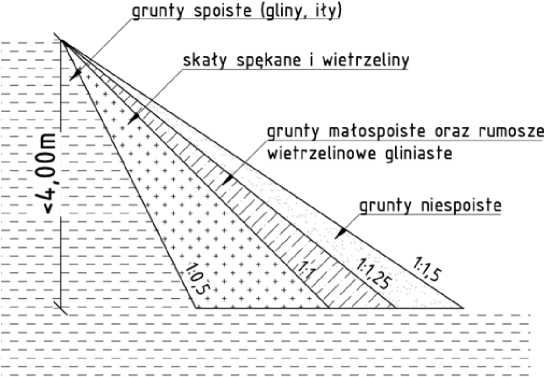 grunty spoiste (gliny, iły)
skały spękane i wietrzeliny
grunty małospoiste oraz rumosze
wietrzelinowe gliniaste
grunty niespoiste
<4,00m
1:0,5
1:1
1:1,25
1:1,5